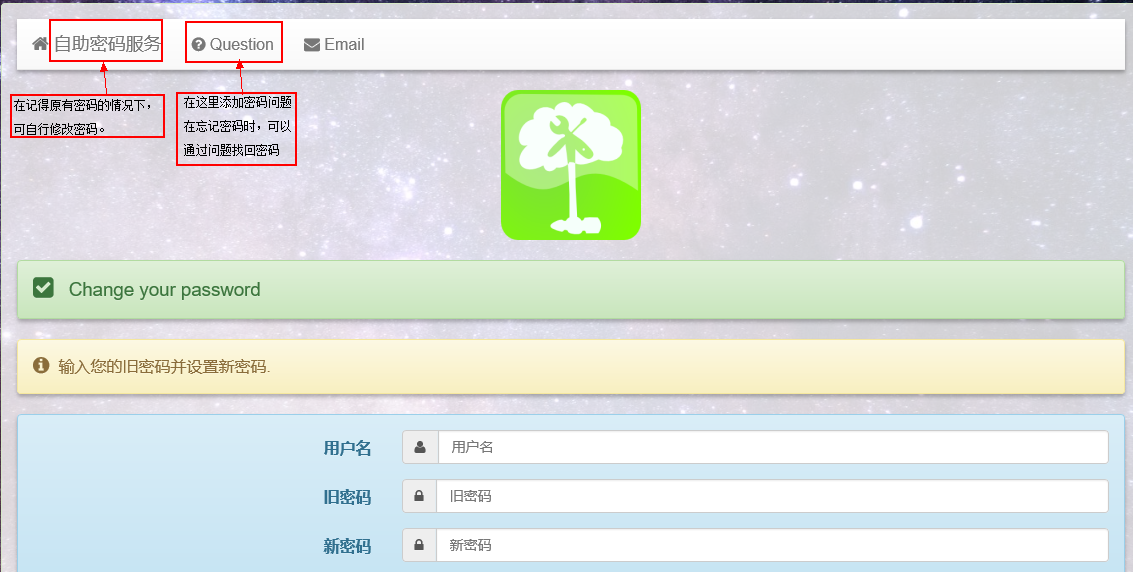 自助密码服务 Question Email
在记得原有密码的情况下，
可自行修改密码。
在这里添加密码问题
在忘记密码时，可以
通过问题找回密码
Change your password
输入您的旧密码并设置新密码.
用户名 用户名
旧密码 旧密码
新密码 新密码